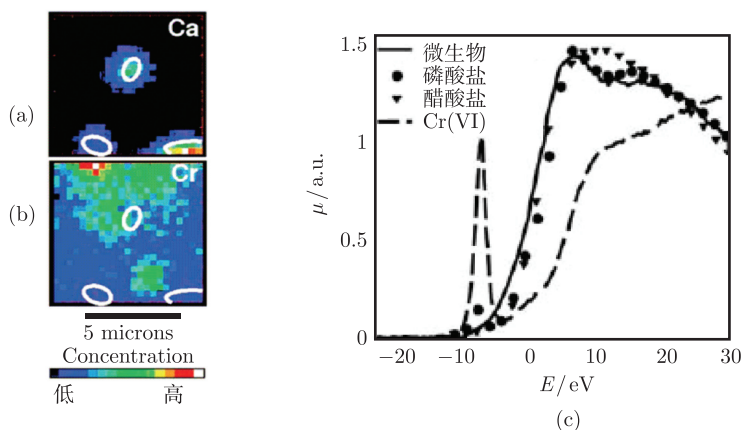 Ca
(a)
Cr
(b)
5 microns
Concentration
低 高
1.5
1
0.5
0
μ/a.u.
微生物
磷酸盐
醋酸盐
Cr(VI)
−20 −10 0 10 20 30
E/eV
(c)